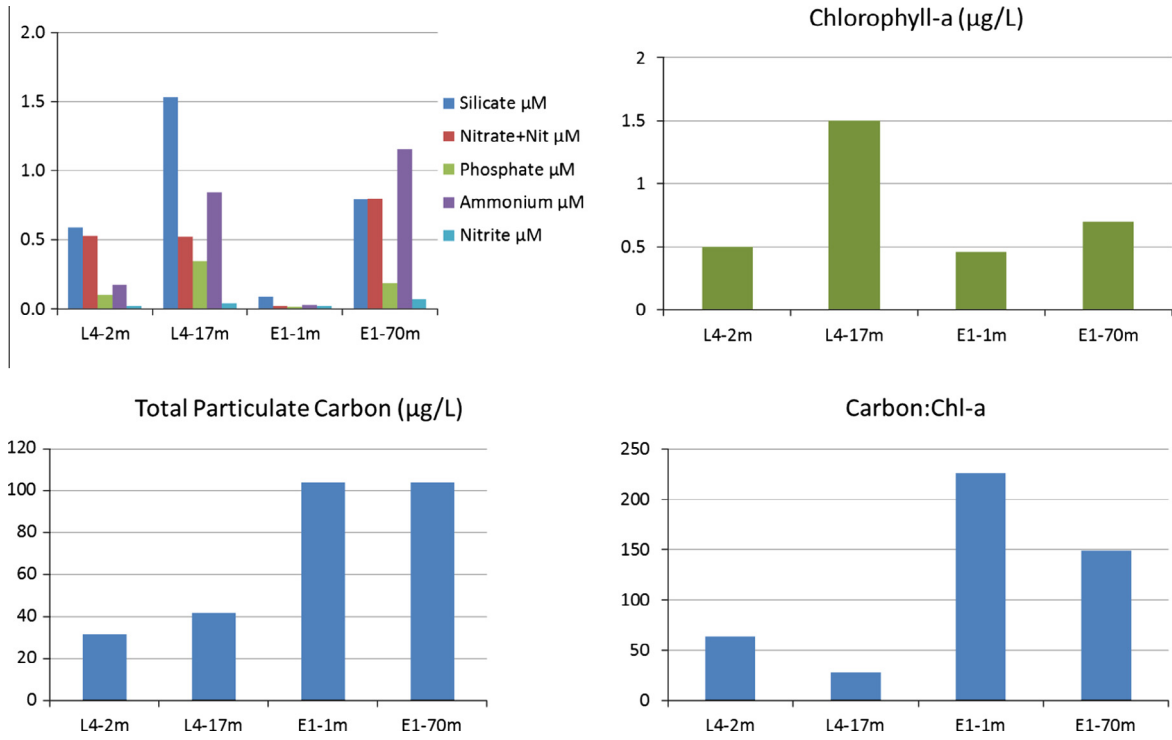 2.0
1.5
1.0
0.5
0.0
L4-2m L4-17m E1-1m E1-70m
Silicate µM
Nitrate+Nit µM
Phosphate µM
Ammonium µM
Nitrite µM
Chlorophyll-a (µg/L)
2
1.5
1
0.5
0
L4-2m L4-17m E1-1m E1-70m
Total Particulate Carbon (µg/L)
120
100
80
60
40
20
0
L4-2m L4-17m E1-1m E1-70m
Carbon:Chl-a
250
200
150
100
50
0
L4-2m L4-17m E1-1m E1-70m